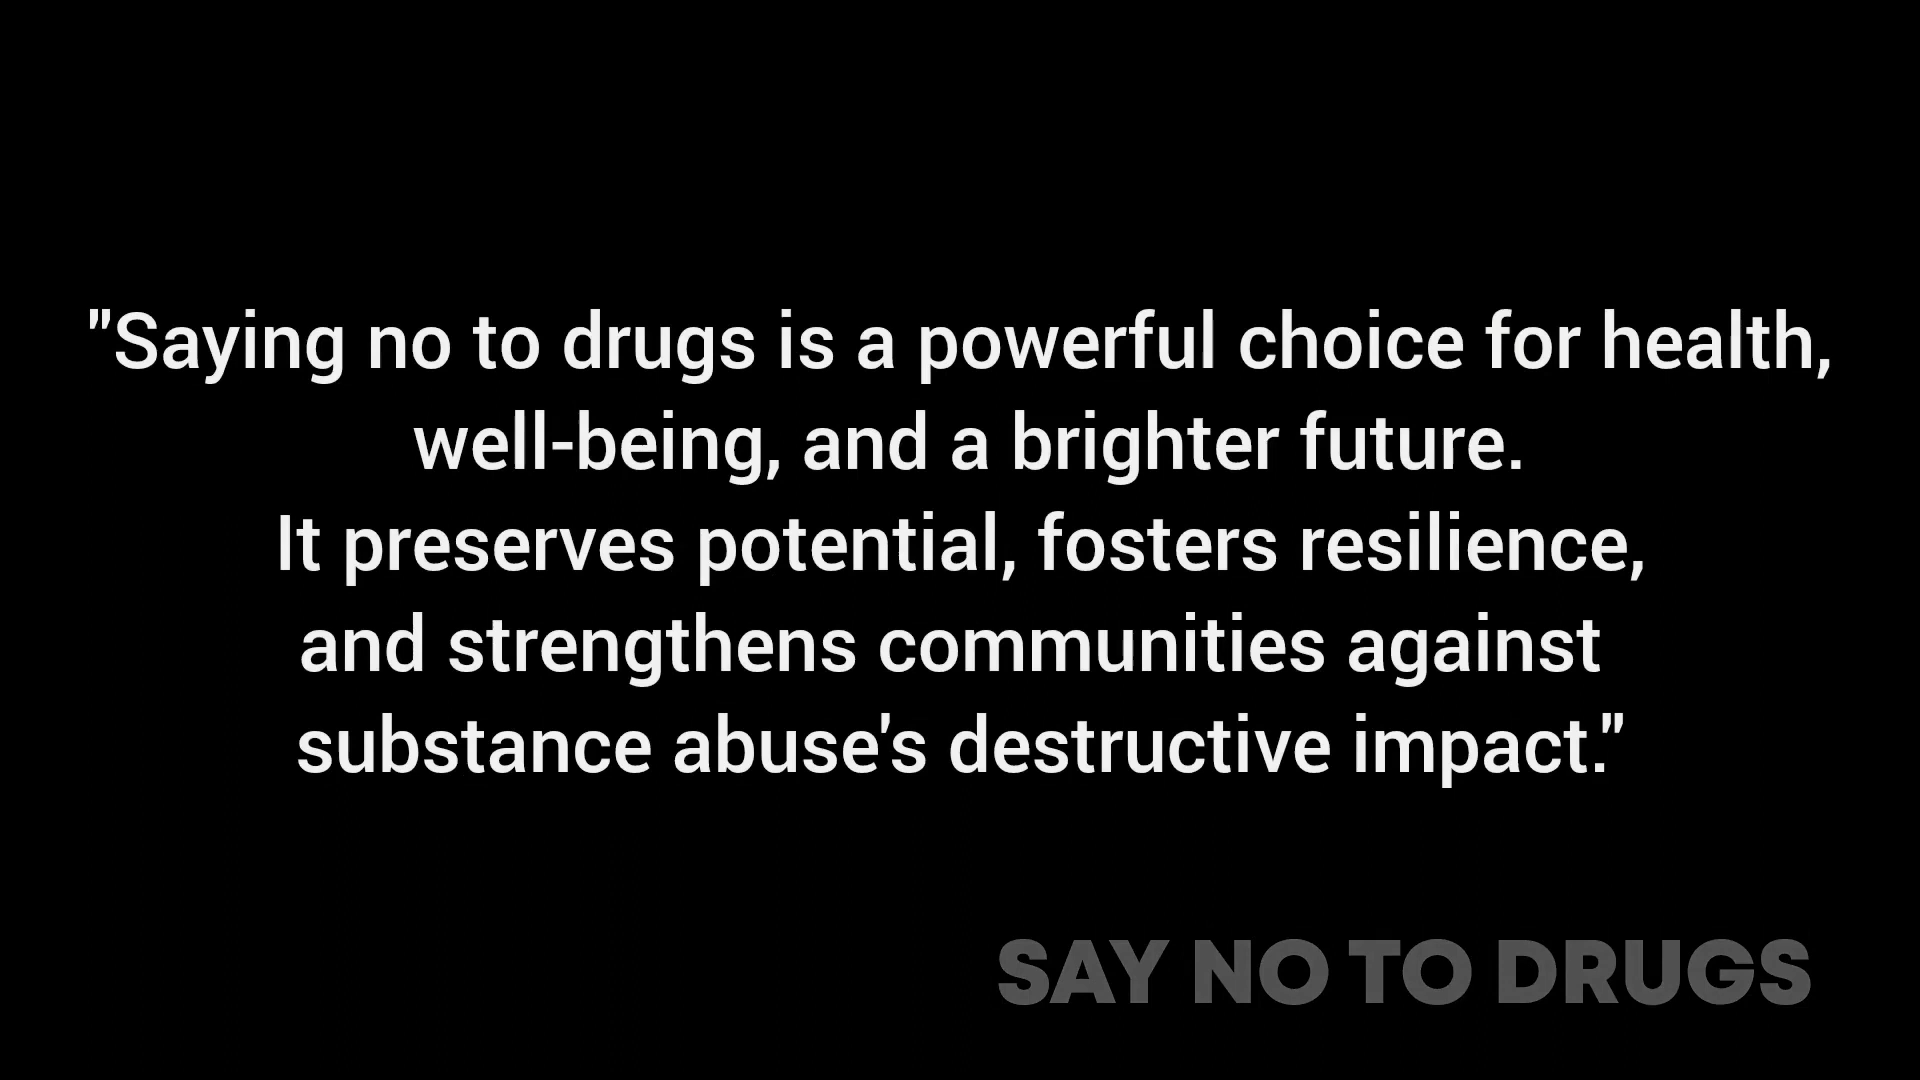 "Saying no to drugs is a powerful choice for health,
well-being, and a brighter future.
It preserves potential, fosters resilience,
and strengthens communities against
substance abuse's destructive impact."
SAY NO TO DRUGS